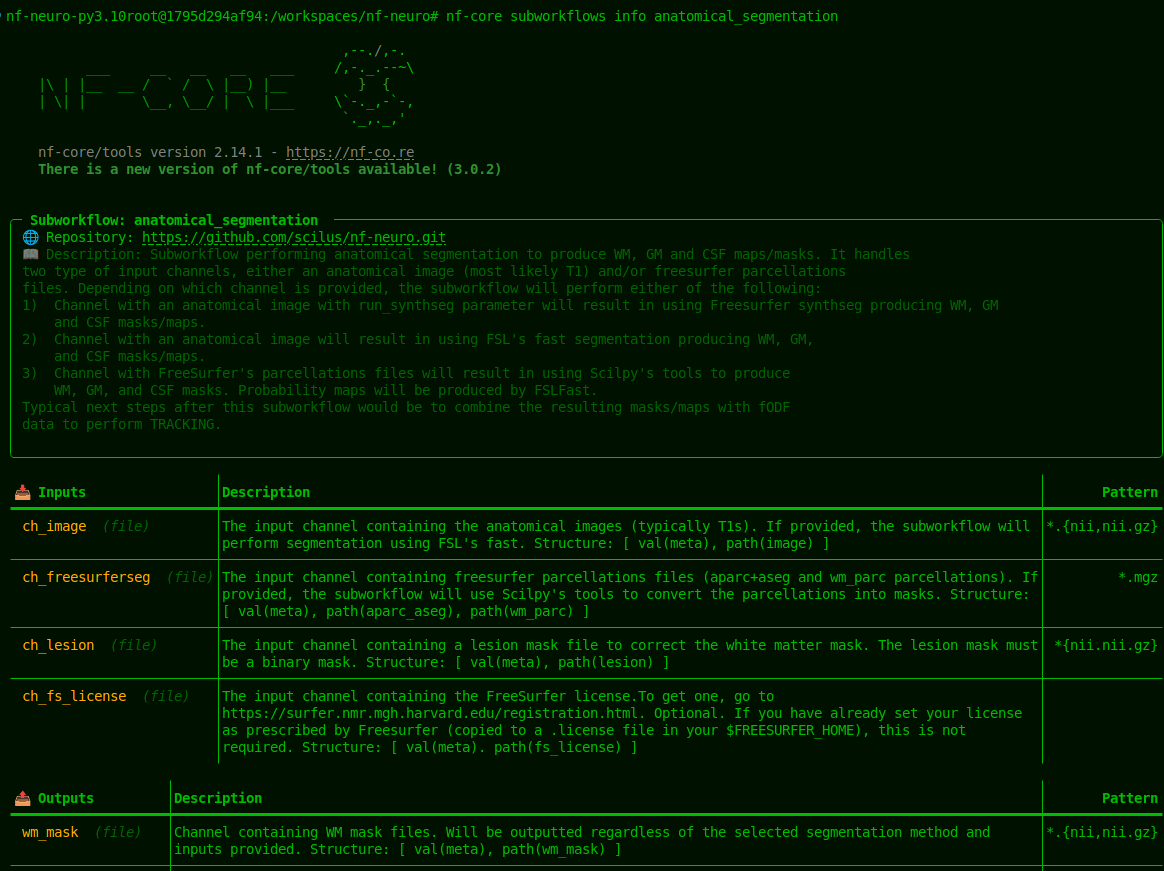 nf-neuro-py3.10root@1795d294af94:/workspaces/nf-neuro# nf-core subworkflows info anatomical_segmentation
nf-core/tools version 2.14.1 - https://nf-co.re
There is a new version of nf-core/tools available! (3.0.2)
Subworkflow: anatomical_segmentation
🌐 Repository: https://github.com/scilus/nf-neuro.git
📖 Description: Subworkflow performing anatomical segmentation to produce WM, GM and CSF maps/masks. It handles
two type of input channels, either an anatomical image (most likely T1) and/or freesurfer parcellations
files. Depending on which channel is provided, the subworkflow will perform either of the following:
1)  Channel with an anatomical image with run_synthseg parameter will result in using Freesurfer synthseg producing WM, GM
and CSF masks/maps.
2)  Channel with an anatomical image will result in using FSL's fast segmentation producing WM, GM,
and CSF masks/maps.
3)  Channel with FreeSurfer's parcellations files will result in using Scilpy's tools to produce
WM, GM, and CSF masks. Probability maps will be produced by FSLFast.
Typical next steps after this subworkflow would be to combine the resulting masks/maps with fODF
data to perform TRACKING.
📥 Inputs Description Pattern
ch_image (file) The input channel containing the anatomical images (typically T1s). If provided, the subworkflow will *.{nii,nii.gz}
perform segmentation using FSL's fast. Structure: [ val(meta), path(image) ]
ch_freesurferseg (file) The input channel containing freesurfer parcellations files (aparc+aseg and wm_parc parcellations). If *.mgz
provided, the subworkflow will use Scilpy's tools to convert the parcellations into masks. Structure:
[ val(meta), path(aparc_aseg), path(wm_parc) ]
ch_lesion (file) The input channel containing a lesion mask file to correct the white matter mask. The lesion mask must *{nii.nii.gz}
be a binary mask. Structure: [ val(meta), path(lesion) ]
ch_fs_license (file) The input channel containing the FreeSurfer license.To get one, go to
https://surfer.nmr.mgh.harvard.edu/registration.html. Optional. If you have already set your license
as prescribed by Freesurfer (copied to a .license file in your $FREESURFER_HOME), this is not
required. Structure: [ val(meta). path(fs_license) ]
📤 Outputs Description Pattern
wm_mask (file) Channel containing WM mask files. Will be outputted regardless of the selected segmentation method and *.{nii,nii.gz}
inputs provided. Structure: [ val(meta), path(wm_mask) ]